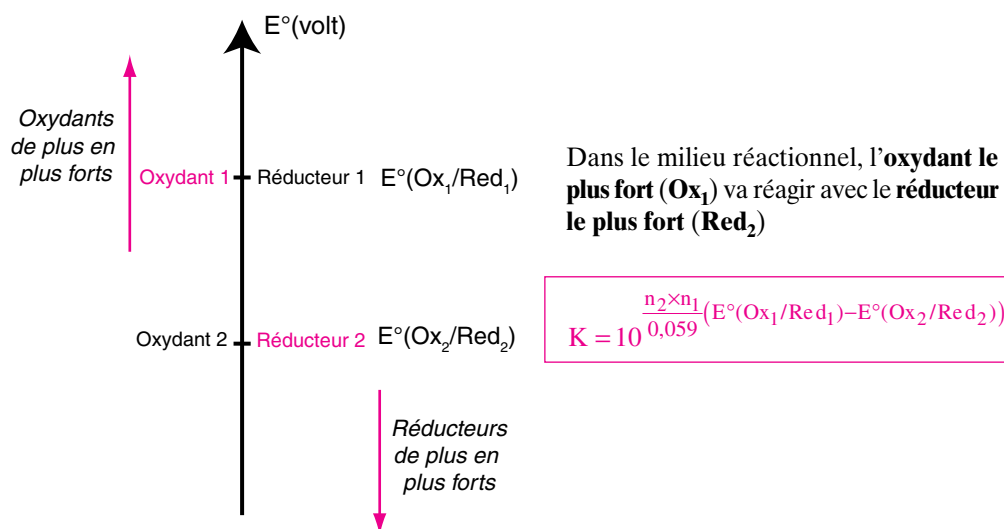 E°(volt)
Oxydants
de plus en
plus forts
Oxydant 1 Réducteur 1 E°(Ox₁/Red₁)
Oxydant 2 Réducteur 2 E°(Ox₂/Red₂)
Réducteurs
de plus en
plus forts
Dans le milieu réactionnel, l'oxydant le
plus fort (Ox₁) va réagir avec le réducteur
le plus fort (Red₂)
K = 10^{\frac{n₂×n₁}{0,059}(E°(Ox₁/Red₁)−E°(Ox₂/Red₂))}